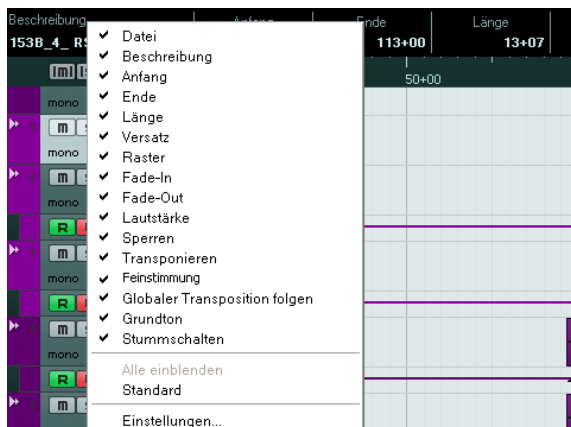 Beschreibung Anfang Ende Länge
153B_4_ RS 113+00 13+07
50+00
m
mono
m
mono
m
mono
R
m
mono
R
m
mono
R
m
Datei
Beschreibung
Anfang
Ende
Länge
Versatz
Raster
Fade-In
Fade-Out
Lautstärke
Sperren
Transponieren
Feinstimmung
Globaler Transposition folgen
Grundton
Stummschalten
Alle einblenden
Standard
Einstellungen...